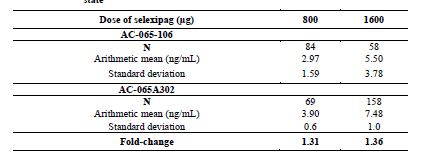 state
Dose of selexipag (µg) 800 1600
AC-065-106
N 84 58
Arithmetic mean (ng/mL) 2.97 5.50
Standard deviation 1.59 3.78
AC-065A302
N 69 158
Arithmetic mean (ng/mL) 3.90 7.48
Standard deviation 0.6 1.0
Fold-change 1.31 1.36